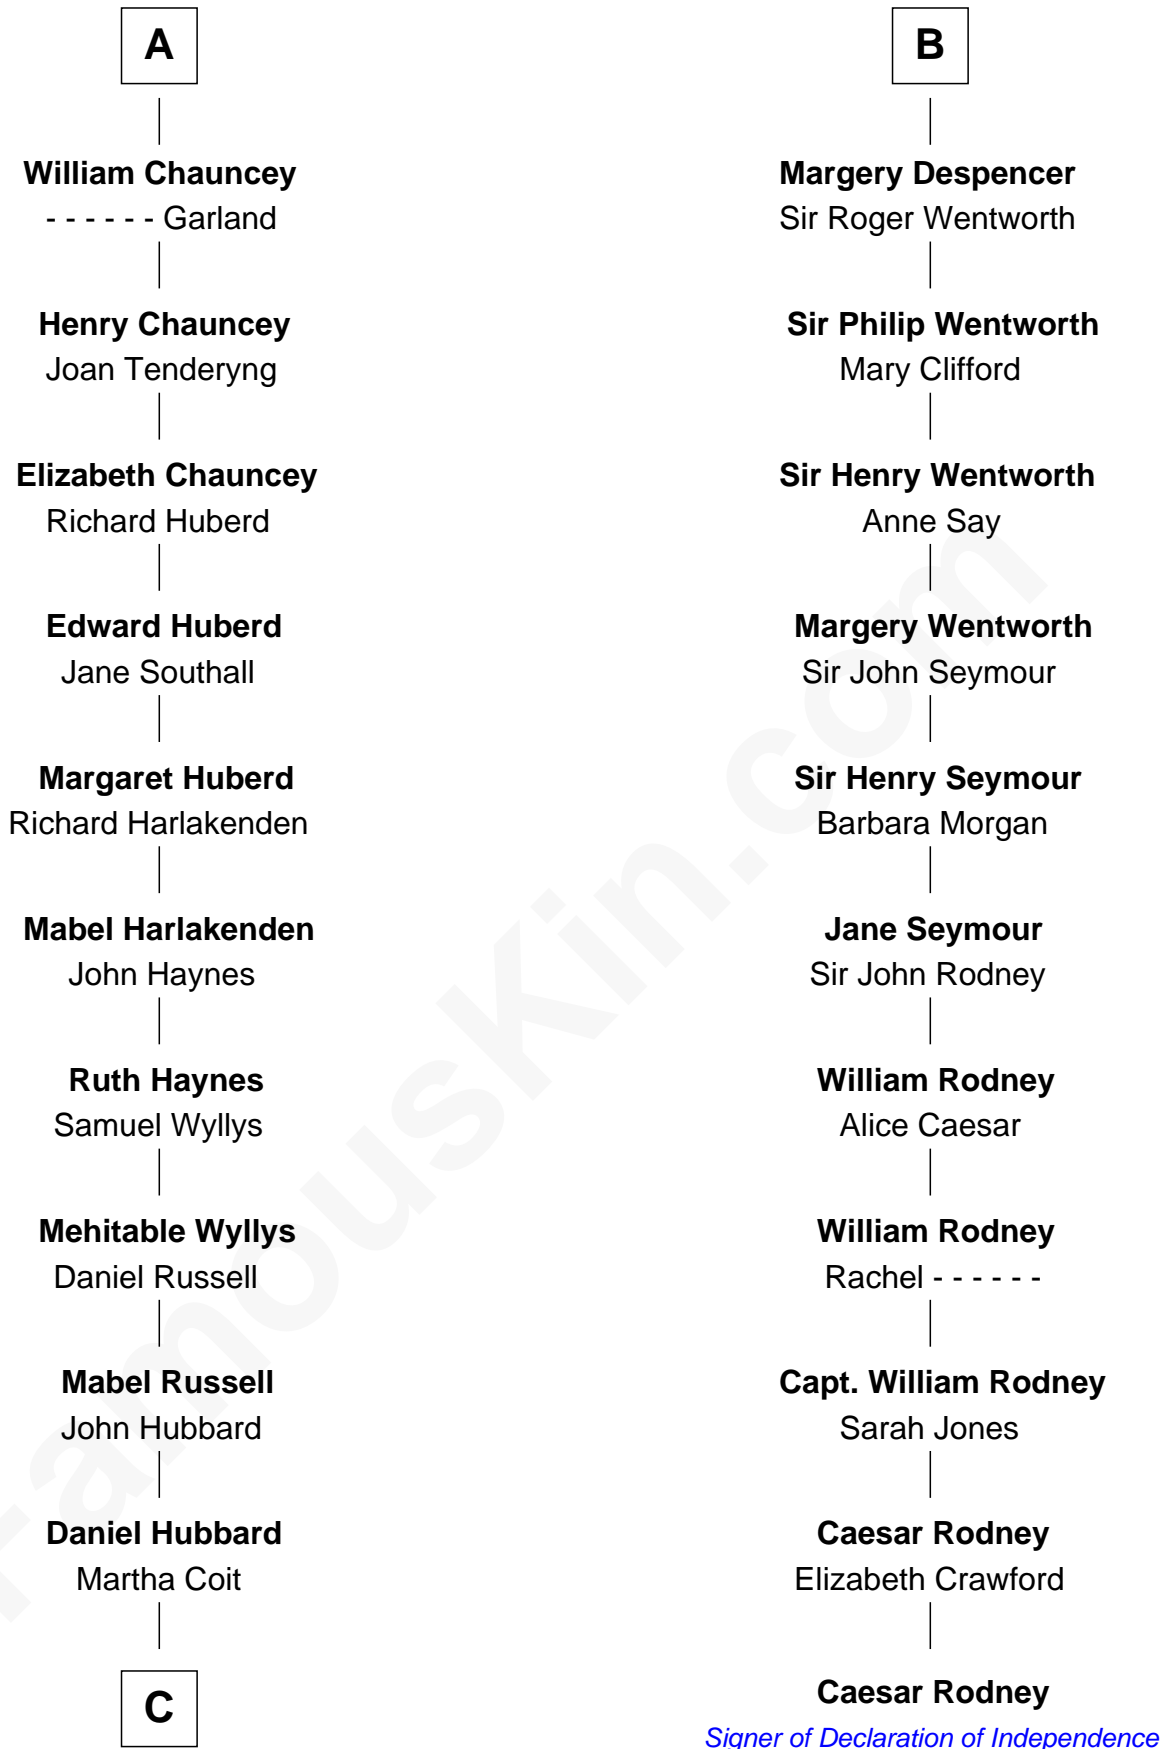 A
William Chauncey
- - - - - - Garland
Henry Chauncey
Joan Tenderyng
Elizabeth Chauncey
Richard Huberd
Edward Huberd
Jane Southall
Margaret Huberd
Richard Harlakenden
Mabel Harlakenden
John Haynes
Ruth Haynes
Samuel Wyllys
Mehitable Wyllys
Daniel Russell
Mabel Russell
John Hubbard
Daniel Hubbard
Martha Coit
C
B
Margery Despencer
Sir Roger Wentworth
Sir Philip Wentworth
Mary Clifford
Sir Henry Wentworth
Anne Say
Margery Wentworth
Sir John Seymour
Sir Henry Seymour
Barbara Morgan
Jane Seymour
Sir John Rodney
William Rodney
Alice Caesar
William Rodney
Rachel - - - - - -
Capt. William Rodney
Sarah Jones
Caesar Rodney
Elizabeth Crawford
Caesar Rodney
Signer of Declaration of Independence
FamousKin.com